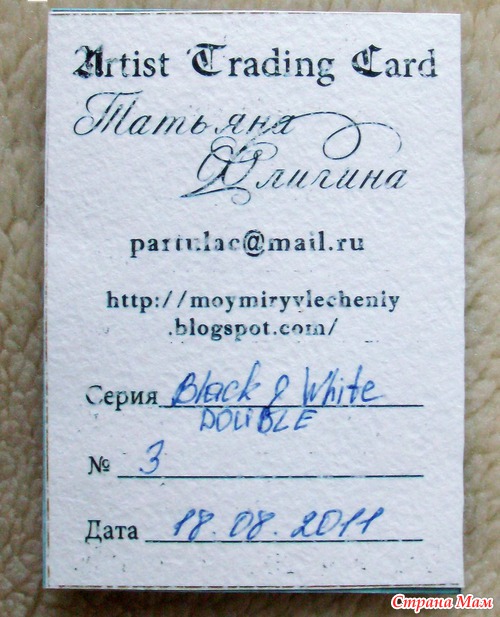 Artist Trading Card
Татьяна
Фличина
partulac@mail.ru
http://moymiryvlecheniy
.blogspot.com/
Серия Black & White
DOUBLE
№ 3
Дата 18.08.2011
Страна Мам